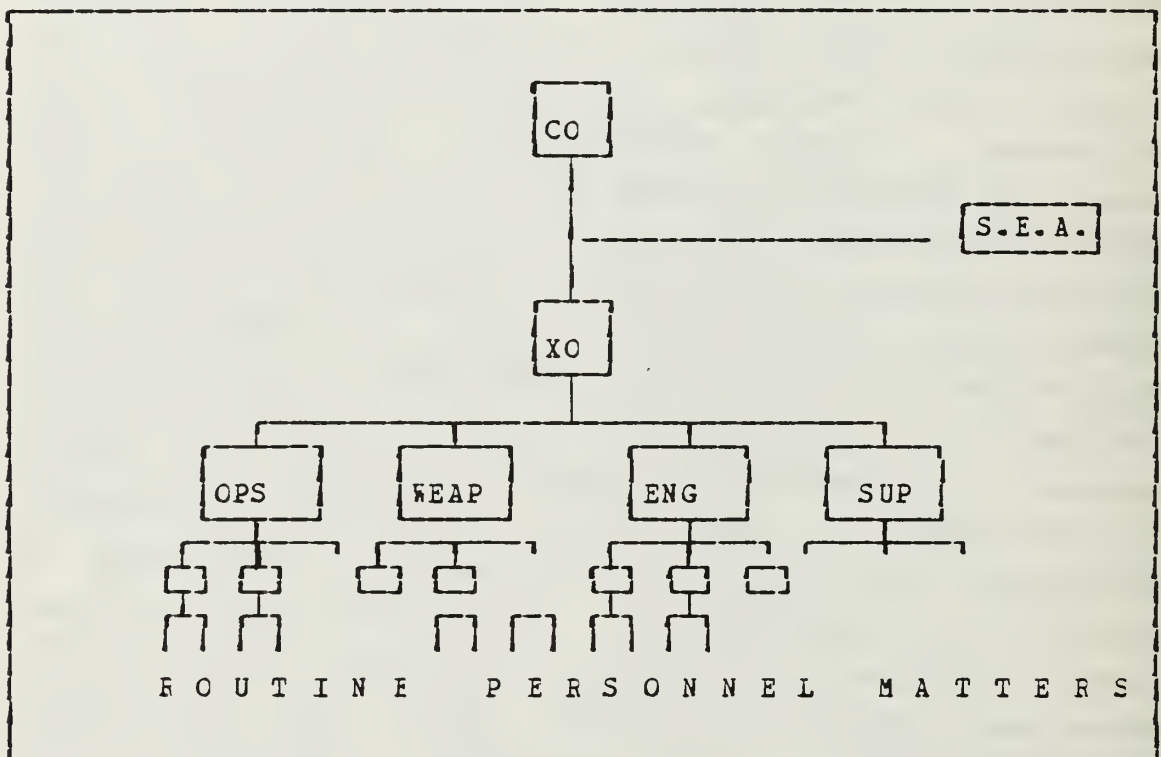 CO
S.E.A.
XO
OPS WEAP ENG SUP
ROUTINE PERSONNEL MATTERS